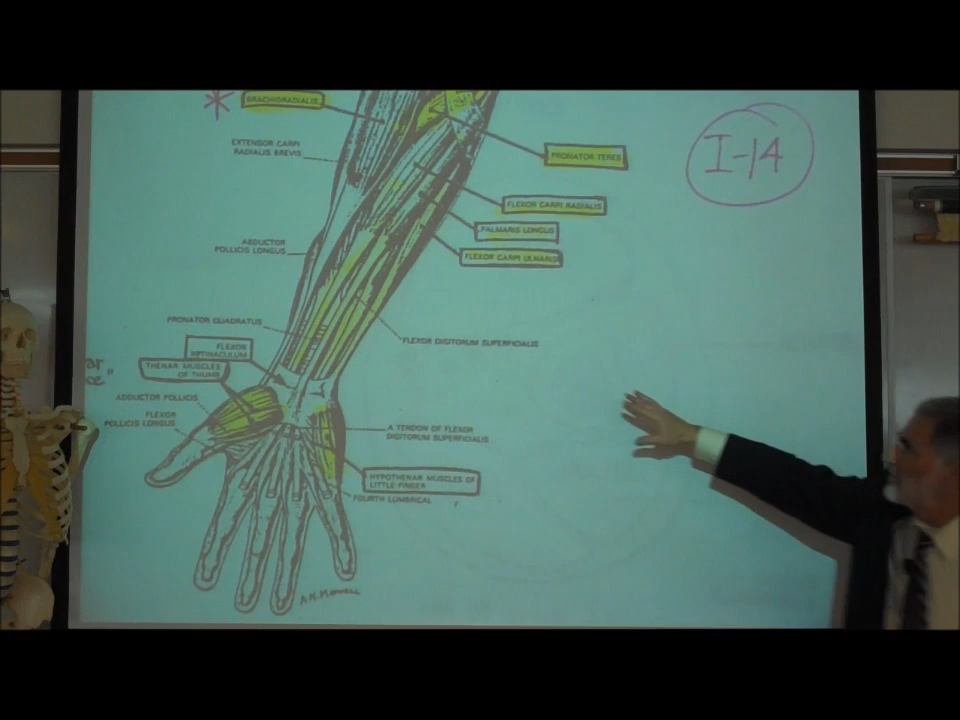 BRACHIORADIALIS
EXTENSOR CARPI
RADIALIS BREVIS
PRONATOR TERES
I-14
FLEXOR CARPI RADIALIS
PALMARIS LONGUS
FLEXOR CARPI ULNARIS
ABDUCTOR
POLLICIS LONGUS
PRONATOR QUADRATUS
FLEXOR DIGITORUM SUPERFICIALIS
FLEXOR
RETINACULUM
THENAR MUSCLES
OF THUMB
ADDUCTOR POLLICIS
FLEXOR
POLLICIS LONGUS
A TENDON OF FLEXOR
DIGITORUM SUPERFICIALIS
HYPOTHENAR MUSCLES OF
LITTLE FINGER
FOURTH LUMBRICAL